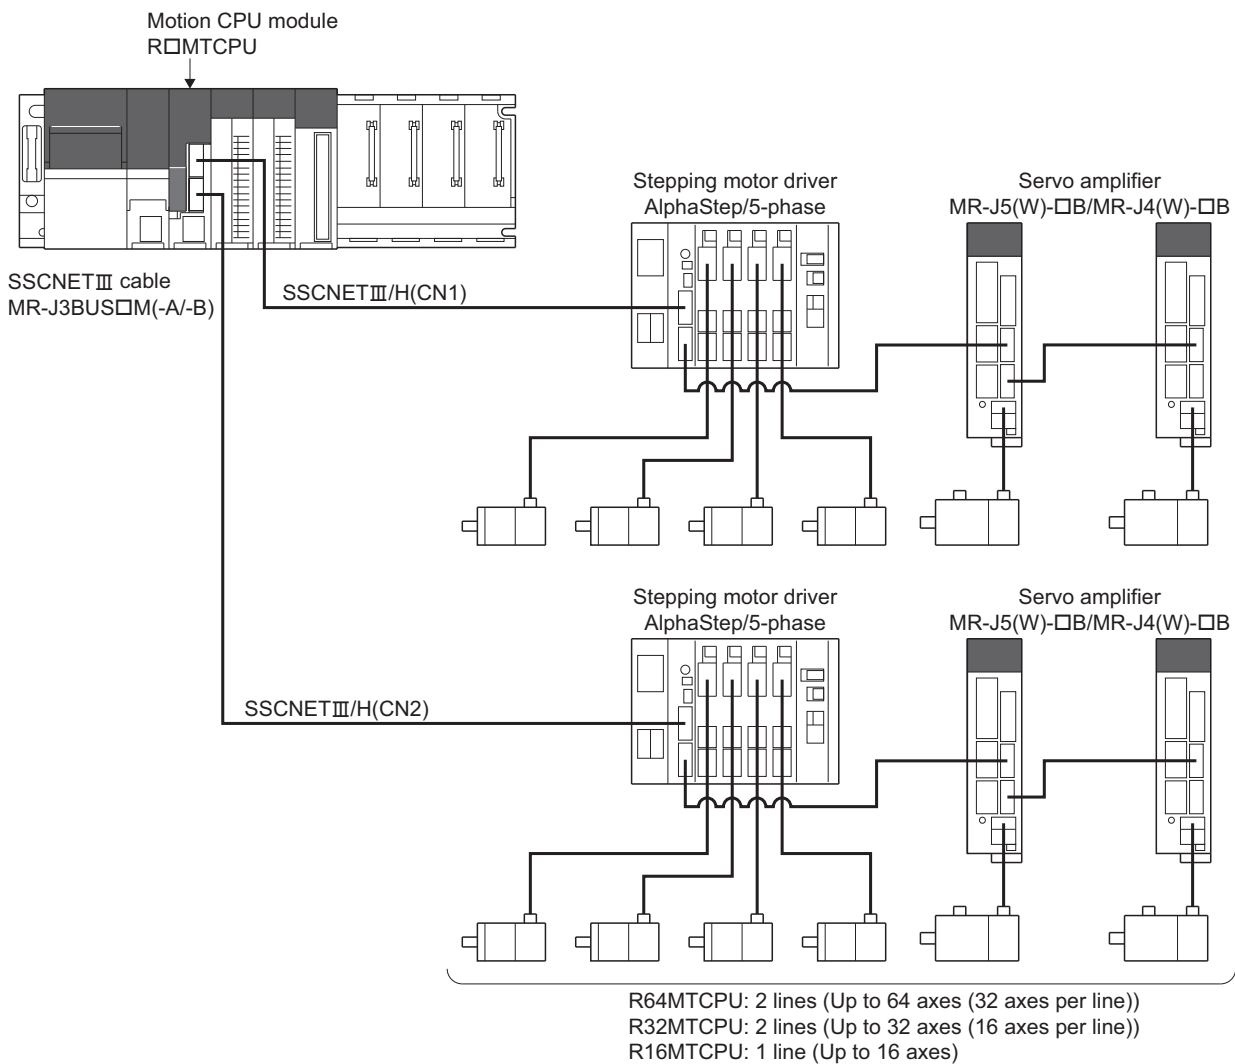 Motion CPU module
R□MTCPU
Stepping motor driver
AlphaStep/5-phase
Servo amplifier
MR-J5(W)-□B/MR-J4(W)-□B
SSCNETⅢ cable
MR-J3BUS□M(-A/-B)
SSCNETⅢ/H(CN1)
Stepping motor driver
AlphaStep/5-phase
Servo amplifier
MR-J5(W)-□B/MR-J4(W)-□B
SSCNETⅢ/H(CN2)
R64MTCPU: 2 lines (Up to 64 axes (32 axes per line))
R32MTCPU: 2 lines (Up to 32 axes (16 axes per line))
R16MTCPU: 1 line (Up to 16 axes)